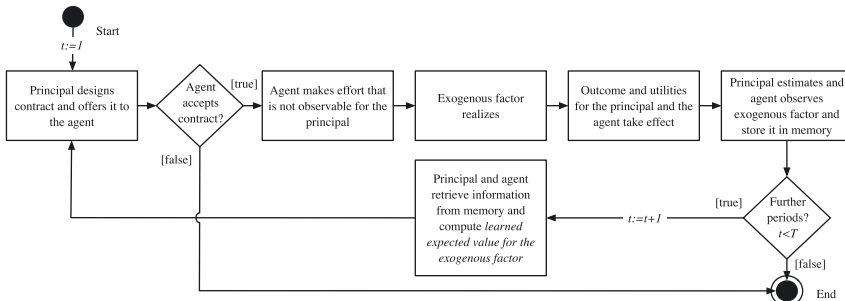 Start
t:=1
Principal designs
contract and offers it to
the agent
Agent
accepts
contract?
[true]
[false]
Agent makes effort that
is not observable for the
principal
Exogenous factor
realizes
Outcome and utilities
for the principal and the
agent take effect
Principal estimates and
agent observes
exogenous factor and
store it in memory
Further
periods?
t<T
[true]
[false]
t:=t+1
Principal and agent
retrieve information
from memory and
compute learned
expected value for the
exogenous factor
End